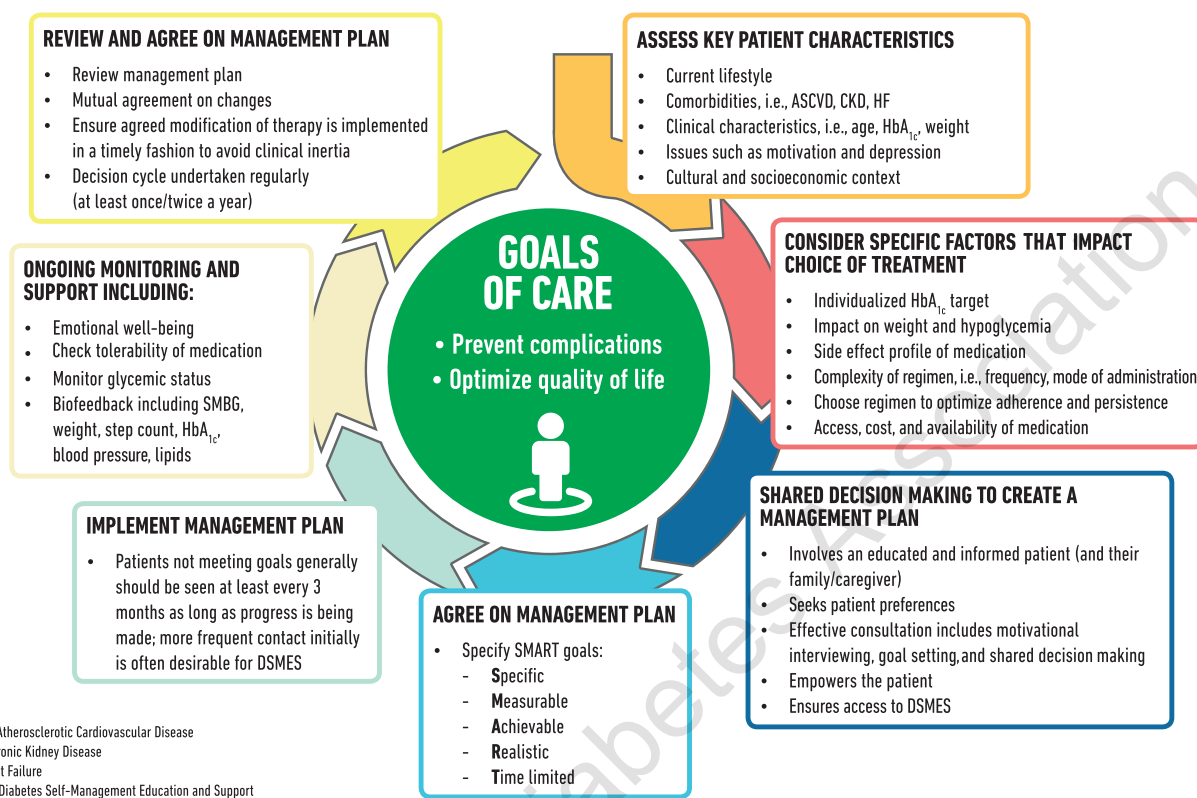 REVIEW AND AGREE ON MANAGEMENT PLAN
• Review management plan
• Mutual agreement on changes
• Ensure agreed modification of therapy is implemented
in a timely fashion to avoid clinical inertia
• Decision cycle undertaken regularly
(at least once/twice a year)
ASSESS KEY PATIENT CHARACTERISTICS
• Current lifestyle
• Comorbidities, i.e., ASCVD, CKD, HF
• Clinical characteristics, i.e., age, HbA1c, weight
• Issues such as motivation and depression
• Cultural and socioeconomic context
CONSIDER SPECIFIC FACTORS THAT IMPACT
CHOICE OF TREATMENT
• Individualized HbA1c target
• Impact on weight and hypoglycemia
• Side effect profile of medication
• Complexity of regimen, i.e., frequency, mode of administration
• Choose regimen to optimize adherence and persistence
• Access, cost, and availability of medication
SHARED DECISION MAKING TO CREATE A
MANAGEMENT PLAN
• Involves an educated and informed patient (and their
family/caregiver)
• Seeks patient preferences
• Effective consultation includes motivational
interviewing, goal setting, and shared decision making
• Empowers the patient
• Ensures access to DSMES
AGREE ON MANAGEMENT PLAN
• Specify SMART goals:
- Specific
- Measurable
- Achievable
- Realistic
- Time limited
IMPLEMENT MANAGEMENT PLAN
• Patients not meeting goals generally
should be seen at least every 3
months as long as progress is being
made; more frequent contact initially
is often desirable for DSMES
ONGOING MONITORING AND
SUPPORT INCLUDING:
• Emotional well-being
• Check tolerability of medication
• Monitor glycemic status
• Biofeedback including SMBG,
weight, step count, HbA1c,
blood pressure, lipids
GOALS
OF CARE
• Prevent complications
• Optimize quality of life
Atherosclerotic Cardiovascular Disease
Kidney Disease
Failure
Diabetes Self-Management Education and Support
Association